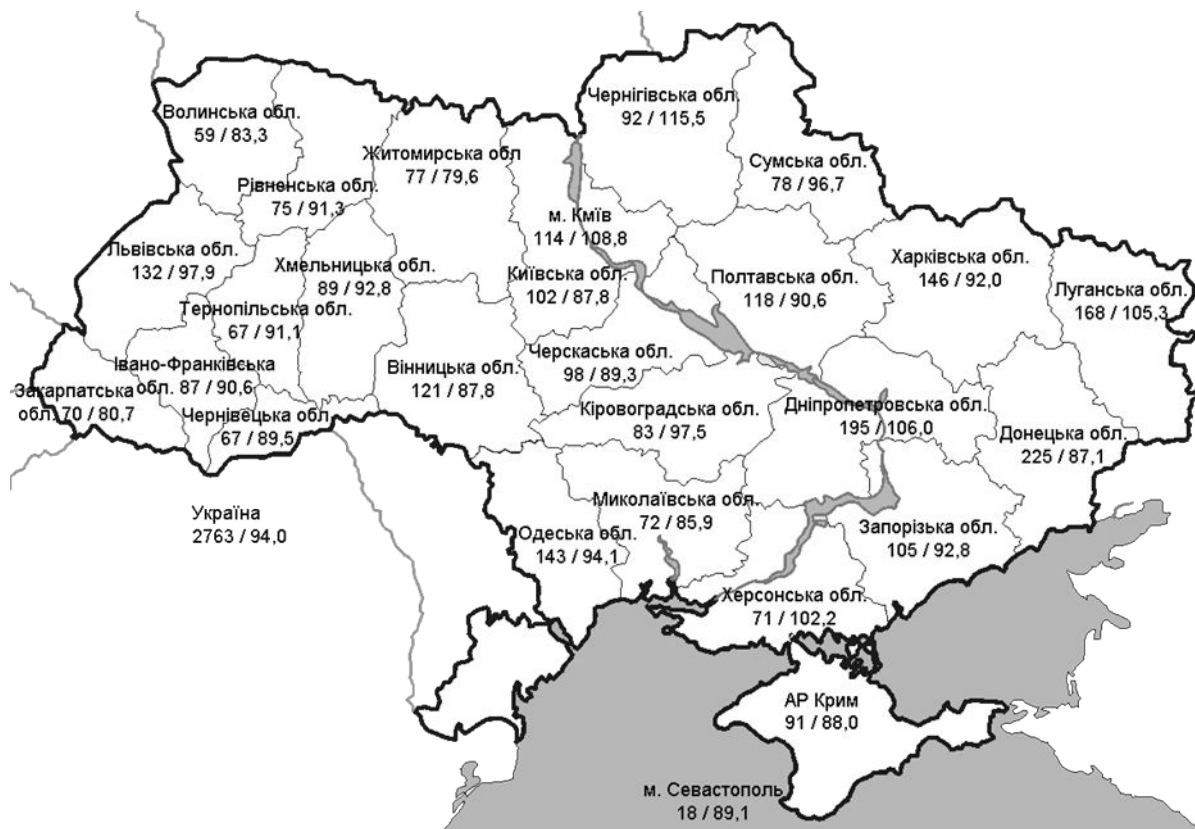 Чернігівська обл.
92 / 115,5
Волинська обл.
59 / 83,3
Житомирська обл
77 / 79,6
Сумська обл.
78 / 96,7
Рівненська обл.
75 / 91,3
м. Кмїв
114 / 108,8
Львівська обл.
132 / 97,9
Хмельницька обл.
89 / 92,8
Київська обл.
102 / 87,8
Полтавська обл.
118 / 90,6
Харківська обл.
146 / 92,0
Луганська обл.
168 / 105,3
Тернопільська обл.
67 / 91,1
Івано-Франківська
обл.
87 / 90,6
Вінницька обл.
121 / 87,8
Черскаська обл.
98 / 89,3
Закарпатська
обл. 70 / 80,7
Чернівецька обл.
67 / 89,5
Кіровоградська обл.
83 / 97,5
Дніпропетровська обл.
195 / 106,0
Донецька обл.
225 / 87,1
Україна
2763 / 94,0
Миколаївська обл.
72 / 85,9
Одеська обл.
143 / 94,1
Запорізька обл.
105 / 92,8
Херсонська обл.
71 / 102,2
АР Крим
91 / 88,0
м. Севастополь
18 / 89,1